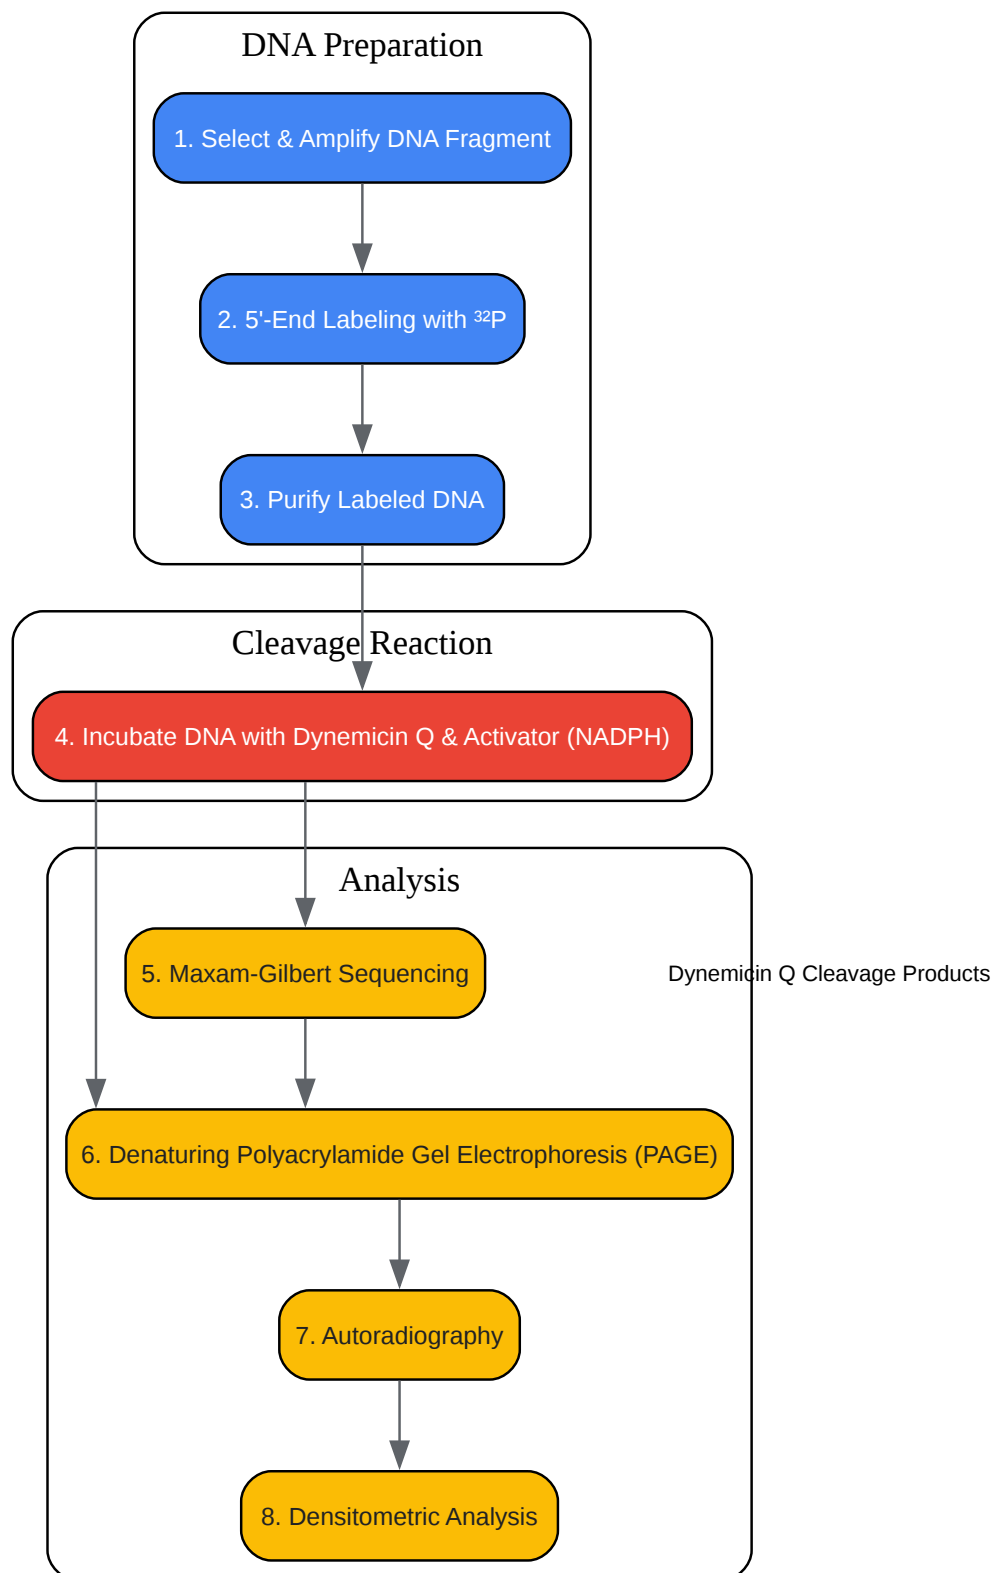 DNA Preparation
1. Select & Amplify DNA Fragment
2. 5'-End Labeling with ³²P
3. Purify Labeled DNA
Cleavage Reaction
4. Incubate DNA with Dynemicin Q & Activator (NADPH)
Analysis
5. Maxam-Gilbert Sequencing
Dynemicin Q Cleavage Products
6. Denaturing Polyacrylamide Gel Electrophoresis (PAGE)
7. Autoradiography
8. Densitometric Analysis